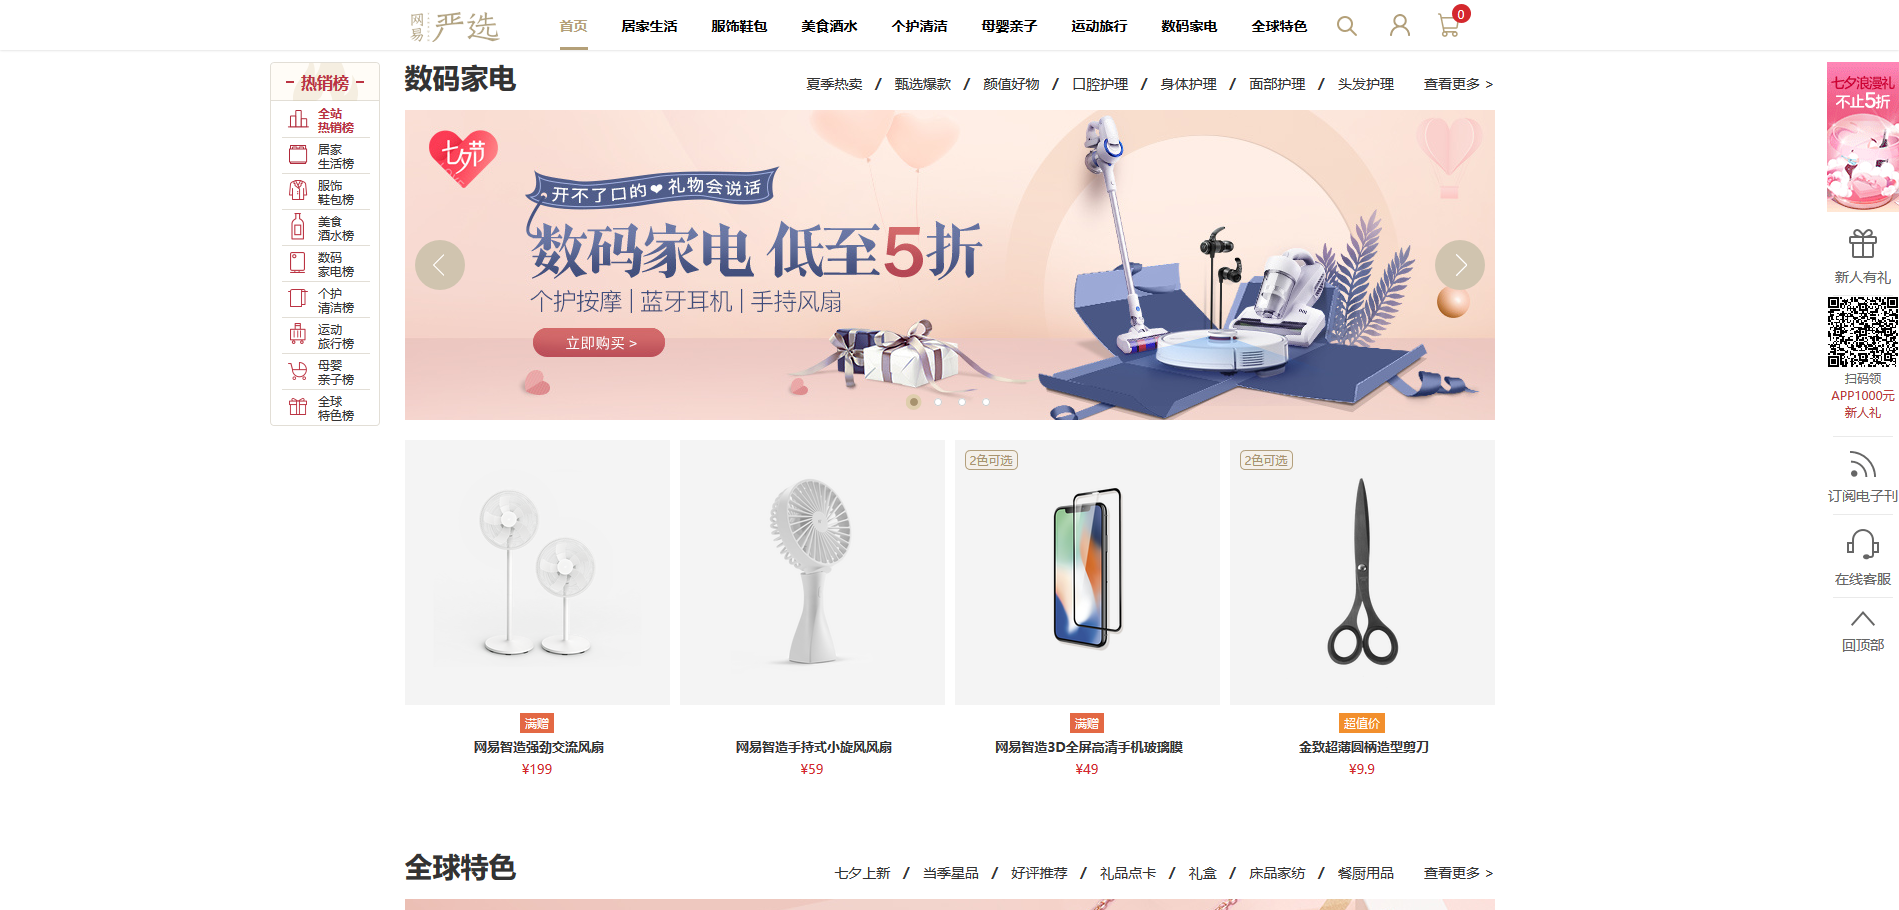 网易严选
首页 居家生活 服饰鞋包 美食酒水 个护清洁 母婴亲子 运动旅行 数码家电 全球特色 0
热销榜
全站
热销榜
居家
生活榜
服饰
鞋包榜
美食
酒水榜
数码
家电榜
个护
清洁榜
运动
旅行榜
母婴
亲子榜
全球
特色榜
数码家电
夏季热卖 / 甄选爆款 / 颜值好物 / 口腔护理 / 身体护理 / 面部护理 / 头发护理 查看更多 >
七夕节
开不了口的❤礼物会说话
数码家电 低至5折
个护按摩 | 蓝牙耳机 | 手持风扇
立即购买 >
2色可选
2色可选
满赠
网易智造强劲交流风扇
¥199
网易智造手持式小旋风风扇
¥59
满赠
网易智造3D全屏高清手机玻璃膜
¥49
超值价
金致超薄圆柄造型剪刀
¥9.9
全球特色
七夕上新 / 当季星品 / 好评推荐 / 礼品点卡 / 礼盒 / 床品家纺 / 餐厨用品 查看更多 >
七夕浪漫礼
不止5折
新人有礼
扫码领
APP1000元
新人礼
订阅电子刊
在线客服
回顶部